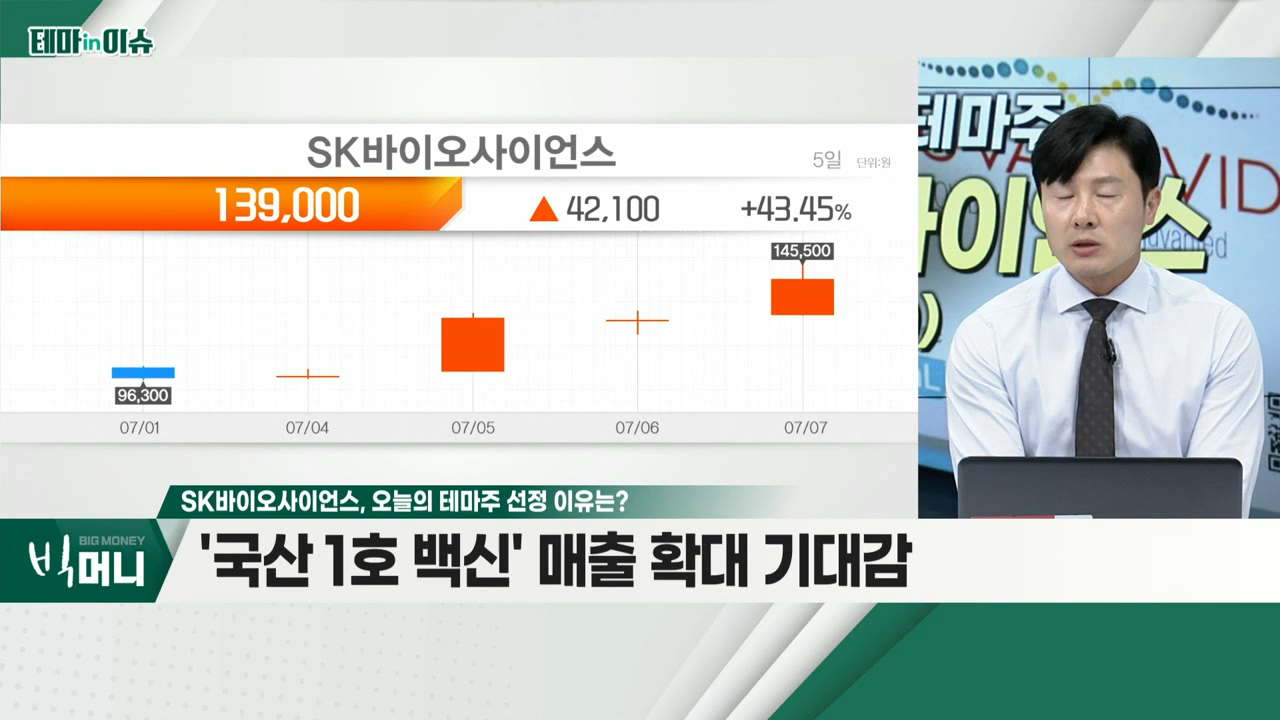 테마in이슈
SK바이오사이언스
5일 단위:원
139,000 ▲ 42,100 +43.45%
145,500
96,300
07/01 07/04 07/05 07/06 07/07
테마주
VID
SK바이오사이언스, 오늘의 테마주 선정 이유는?
BIG MONEY
빅머니
'국산 1호 백신' 매출 확대 기대감